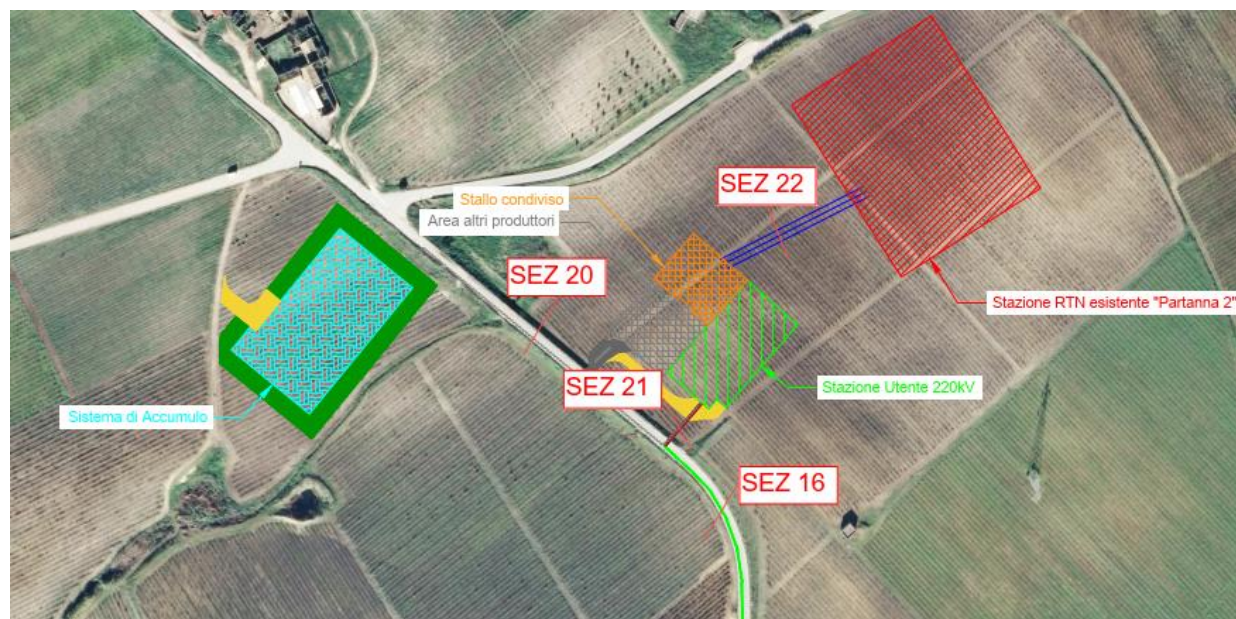 SEZ 22
Stallo condiviso
Area altri produttori
SEZ 20
Stazione RTN esistente "Partanna 2"
SEZ 21
Stazione Utente 220kV
Sistema di Accumulo
SEZ 16